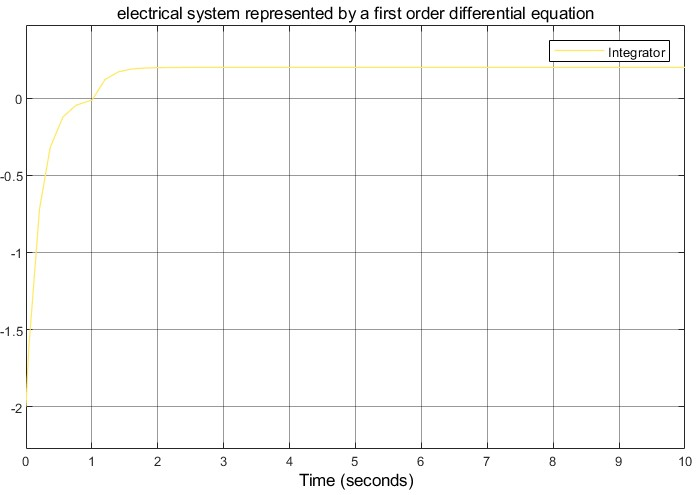 electrical system represented by a first order differential equation
Integrator
0
-0.5
-1
-1.5
-2
0 1 2 3 4 5 6 7 8 9 10
Time (seconds)